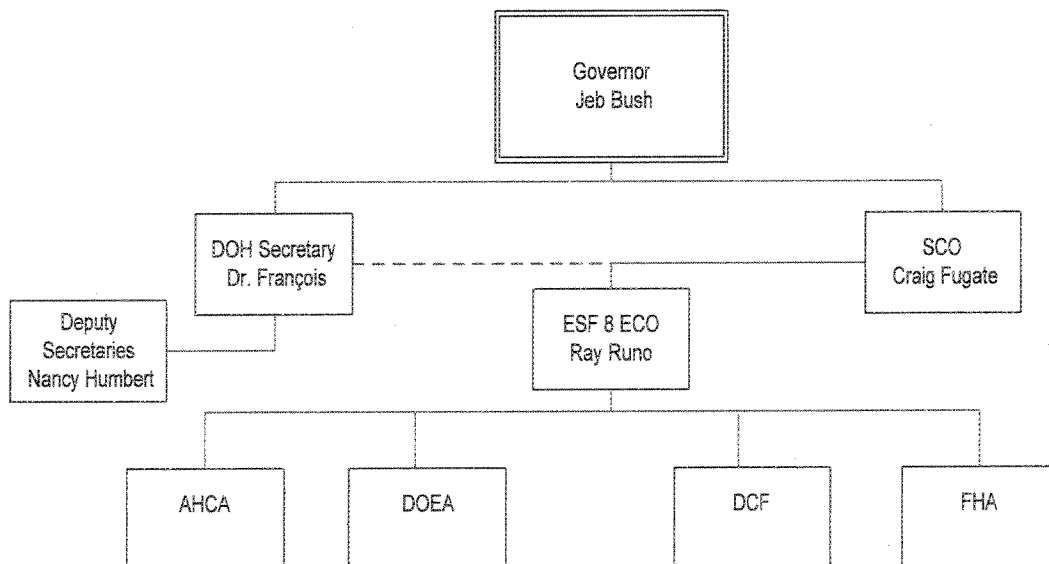 Governor
Jeb Bush
DOH Secretary
Dr. François
SCO
Craig Fugate
Deputy
Secretaries
Nancy Humbert
ESF 8 ECO
Ray Runo
AHCA
DOEA
DCF
FHA